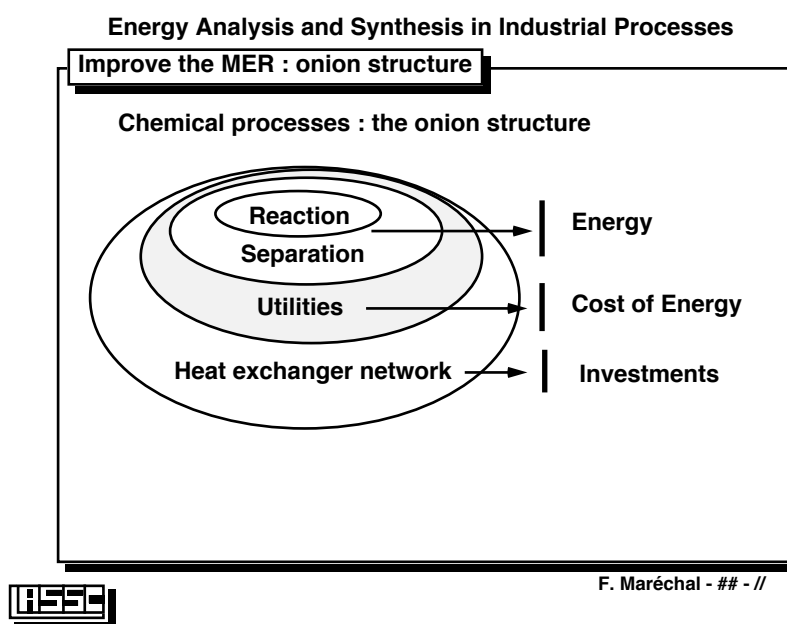 Energy Analysis and Synthesis in Industrial Processes
Improve the MER : onion structure
Chemical processes : the onion structure
Reaction
Energy
Separation
Utilities
Cost of Energy
Heat exchanger network
Investments
F. Maréchal - ## - //